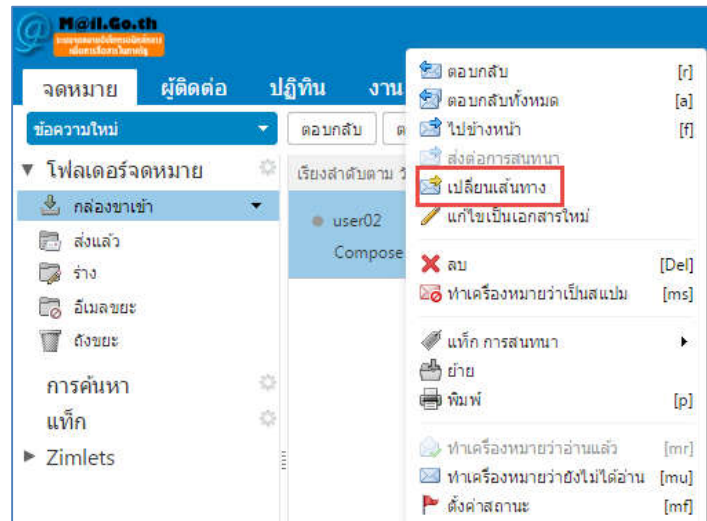 M@il.Go.th
จดหมาย ผู้ติดต่อ ปฏิทิน งาน
ข้อความใหม่
ตอบกลับ ต
โฟลเดอร์จดหมาย
กล่องขาเข้า
ส่งแล้ว
ร่าง
อีเมลขยะ
ถังขยะ
การค้นหา
แท็ก
Zimlets
เรียงลำดับตาม วั
user02
Compose
ตอบกลับ [r]
ตอบกลับทั้งหมด [a]
ไปข้างหน้า [f]
ส่งต่อการสนทนา
เปลี่ยนเส้นทาง
แก้ไขเป็นเอกสารใหม่
ลบ [Del]
ทำเครื่องหมายว่าเป็นสแปม [ms]
แท็ก การสนทนา
ย้าย
พิมพ์ [p]
ทำเครื่องหมายว่าอ่านแล้ว [mr]
ทำเครื่องหมายว่ายังไม่ได้อ่าน [mu]
ตั้งค่าสถานะ [mf]